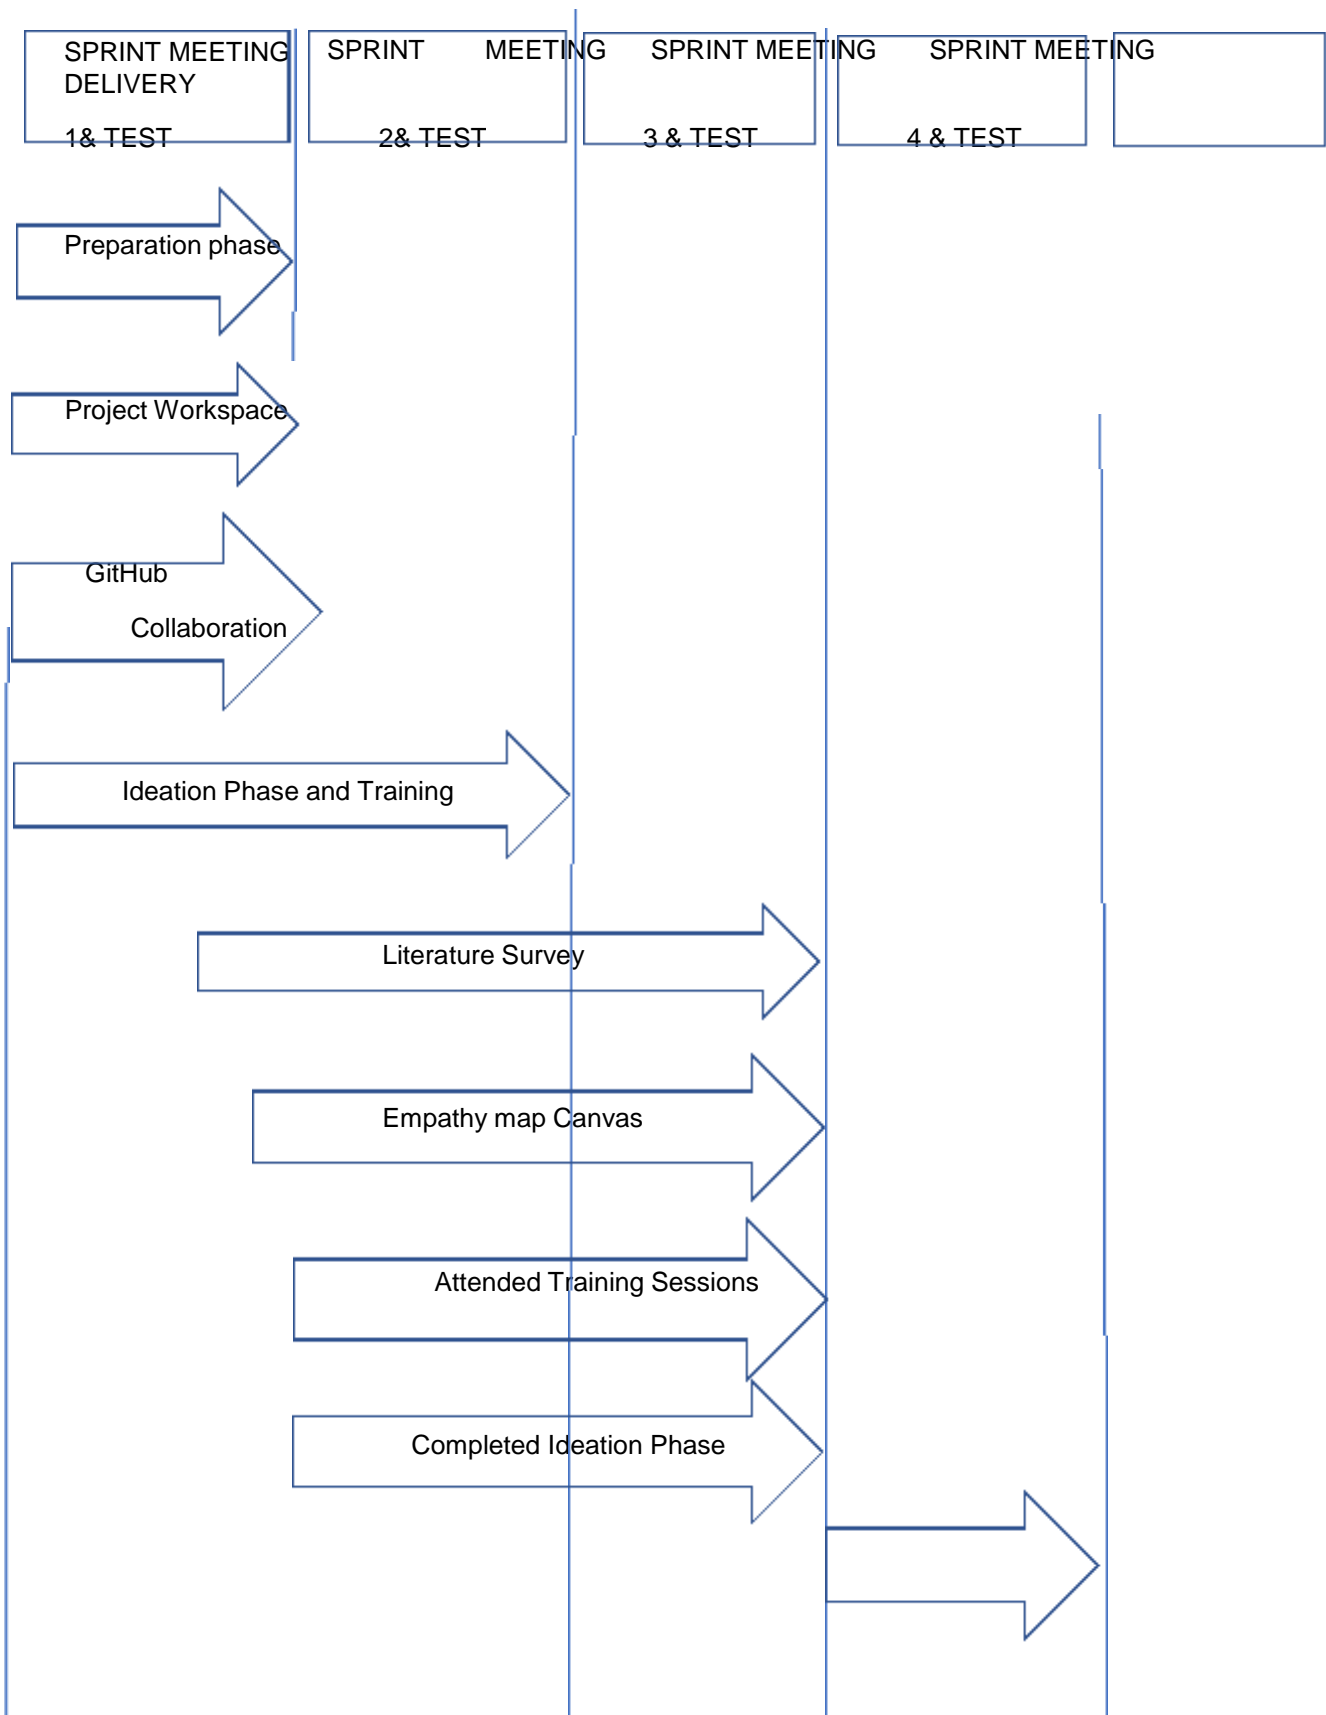 SPRINT MEETING SPRINT MEETING SPRINT MEETING SPRINT MEETING
DELIVERY
1& TEST 2& TEST 3 & TEST 4 & TEST
Preparation phase
Project Workspace
GitHub
Collaboration
Ideation Phase and Training
Literature Survey
Empathy map Canvas
Attended Training Sessions
Completed Ideation Phase